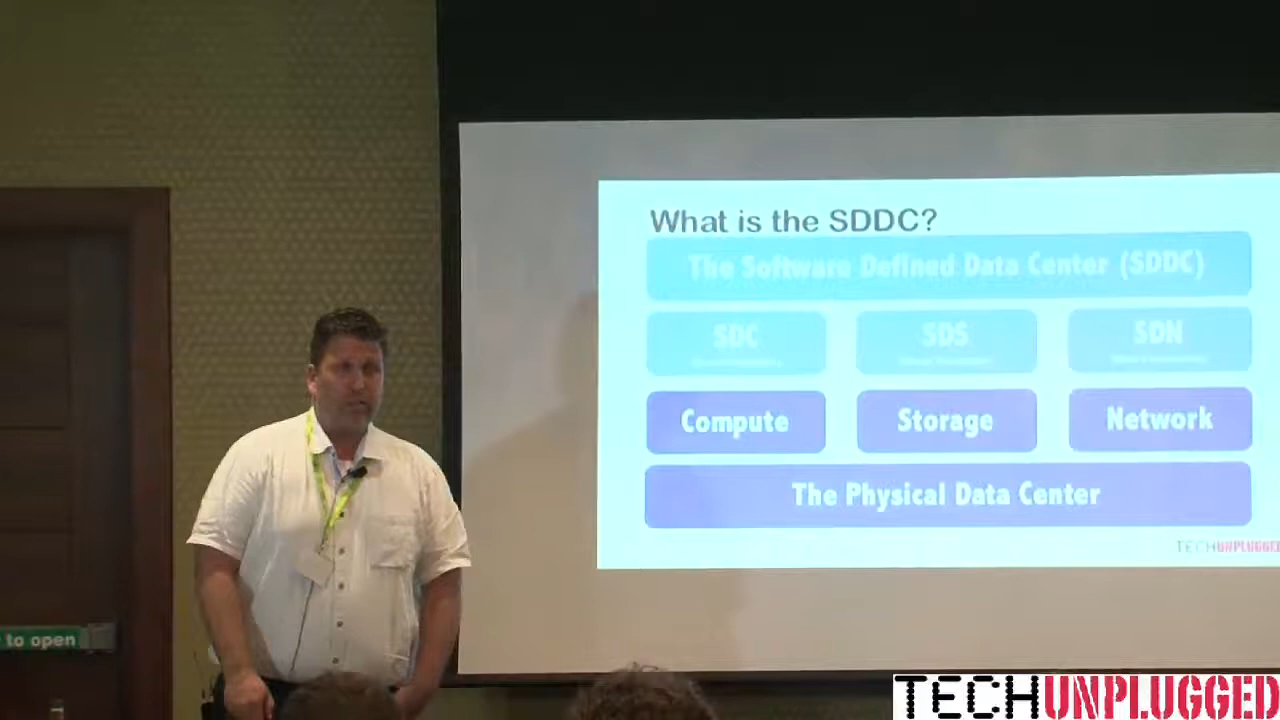 What is the SDDC?
The Software Defined Data Center (SDDC)
SDC SDS SDN
Compute Storage Network
The Physical Data Center
TECHUNPLUGGED
to open
TECHUNPLUGGED